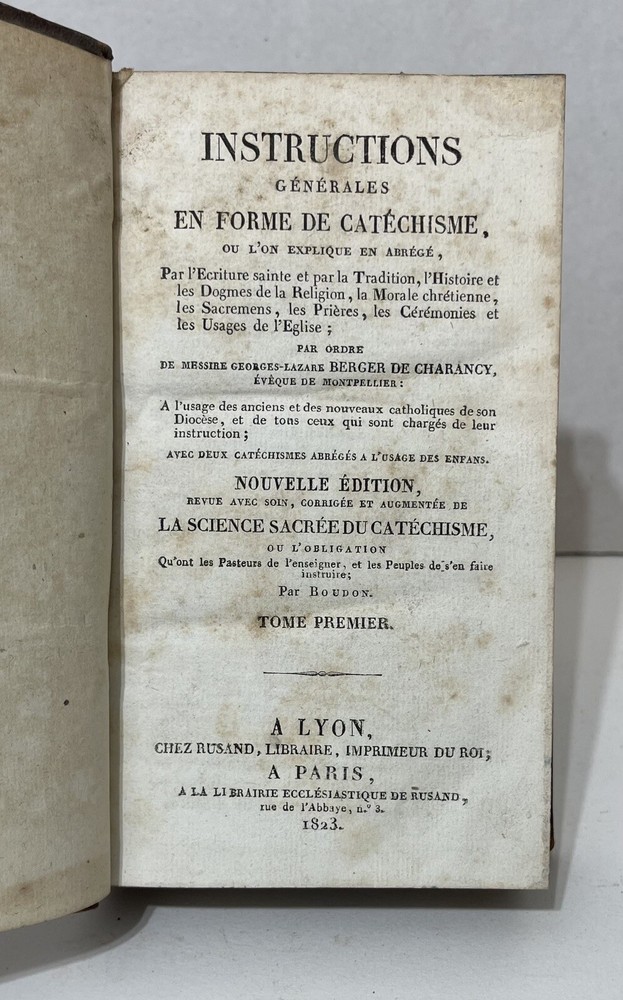 INSTRUCTIONS
GÉNÉRALES
EN FORME DE CATÉCHISME,
OU L'ON EXPLIQUE EN ABRÉGÉ,
Par l'Ecriture sainte et par la Tradition, l'Histoire et
les Dogmes de la Religion, la Morale chrétienne,
les Sacremens, les Prières, les Cérémonies et
les Usages de l'Eglise;
PAR ORDRE
DE MESSIRE GEORGES-LAZARE BERGER DE CHARANCY,
ÉVÊQUE DE MONTPELLIER:
A l'usage des anciens et des nouveaux catholiques de son
Diocèse, et de tous ceux qui sont chargés de leur
instruction;
AVEC DEUX CATÉCHISMES ABRÉGÉS A L'USAGE DES ENFANS.
NOUVELLE ÉDITION,
REVUE AVEC SOIN, CORRIGÉE ET AUGMENTÉE DE
LA SCIENCE SACRÉE DU CATÉCHISME,
OU L'OBLIGATION
Qu'ont les Pasteurs de l'enseigner, et les Peuples de s'en faire
instruire;
Par BOUDON.
TOME PREMIER.
A LYON,
CHEZ RUSAND, LIBRAIRE, IMPRIMEUR DU ROI;
A PARIS,
A LA LIBRAIRIE ECCLÉSIASTIQUE DE RUSAND,
rue de l'Abbaye, n.º 3.
1823.